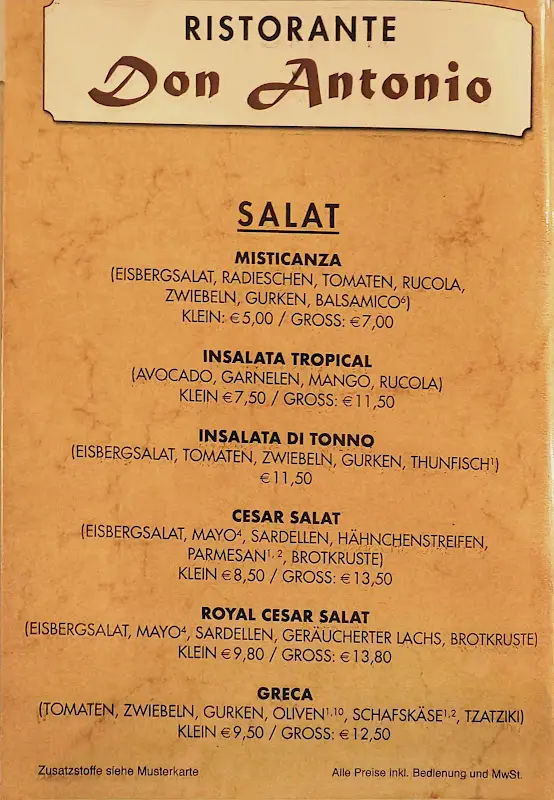 RISTORANTE
Don Antonio
SALAT
MISTICANZA
(EISBERGSALAT, RADIESCHEN, TOMATEN, RUCOLA,
ZWIEBELN, GURKEN, BALSAMICO⁶)
KLEIN: €5,00 / GROSS: €7,00
INSALATA TROPICAL
(AVOCADO, GARNELEN, MANGO, RUCOLA)
KLEIN €7,50 / GROSS: €11,50
INSALATA DI TONNO
(EISBERGSALAT, TOMATEN, ZWIEBELN, GURKEN, THUNFISCH¹)
€11,50
CESAR SALAT
(EISBERGSALAT, MAYO⁴, SARDELLEN, HÄHNCHENSTREIFEN,
PARMESAN¹·², BROTKRUSTE)
KLEIN €8,50 / GROSS: €13,50
ROYAL CESAR SALAT
(EISBERGSALAT, MAYO⁴, SARDELLEN, GERÄUCHERTER LACHS, BROTKRUSTE)
KLEIN €9,80 / GROSS: €13,80
GRECA
(TOMATEN, ZWIEBELN, GURKEN, OLIVEN¹·¹⁰, SCHAFSKÄSE¹·², TZATZIKI)
KLEIN €9,50 / GROSS: €12,50
Zusatzstoffe siehe Musterkarte
Alle Preise inkl. Bedienung und MwSt.